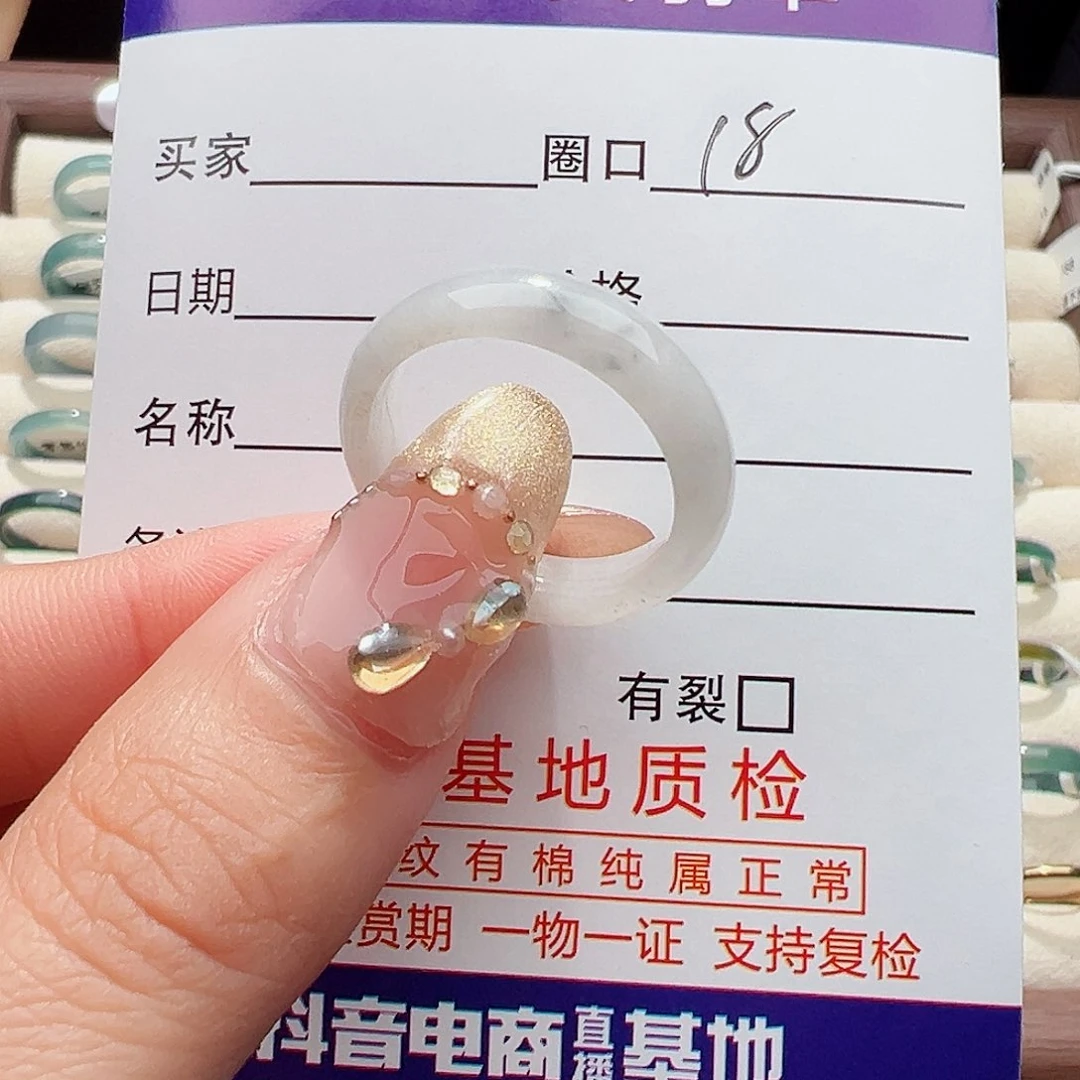 买家 圈口 18
日期 格
名称
有裂
基地质检
纹有棉纯属正常
赏期 一物一证 支持复检
抖音电商直播基地